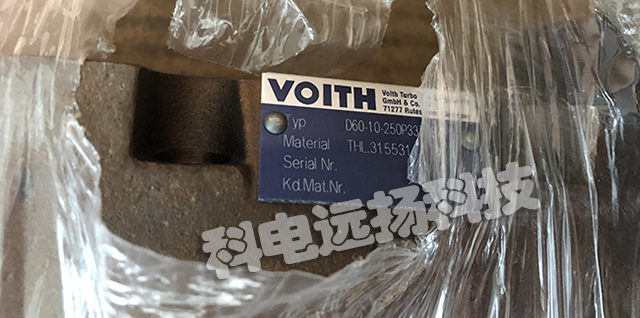 VOITH
Voith Turbo
GmbH & Co.
71277 Rutes
Typ D60-10-250P33
Material THL.315531
Serial Nr.
Kd.Mat.Nr.
科电远扬科技